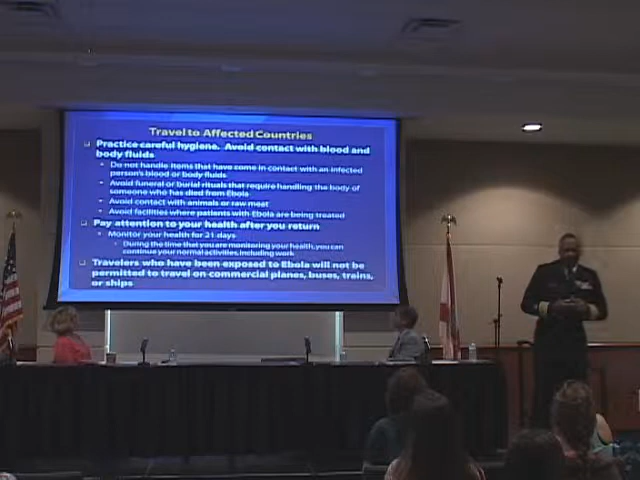 Travel to Affected Countries
Practice careful hygiene. Avoid contact with blood and
body fluids
Do not handle items that have come in contact with an infected
person's blood or body fluids
Avoid funeral or burial rituals that require handling the body of
someone who has died from Ebola
Avoid contact with animals or raw meat
Avoid facilities where patients with Ebola are being treated
Pay attention to your health after you return
Monitor your health for 21 days
During the time that you are monitoring your health, you can
continue your normal activities, including work
Travelers who have been exposed to Ebola will not be
permitted to travel on commercial planes, buses, trains,
or ships